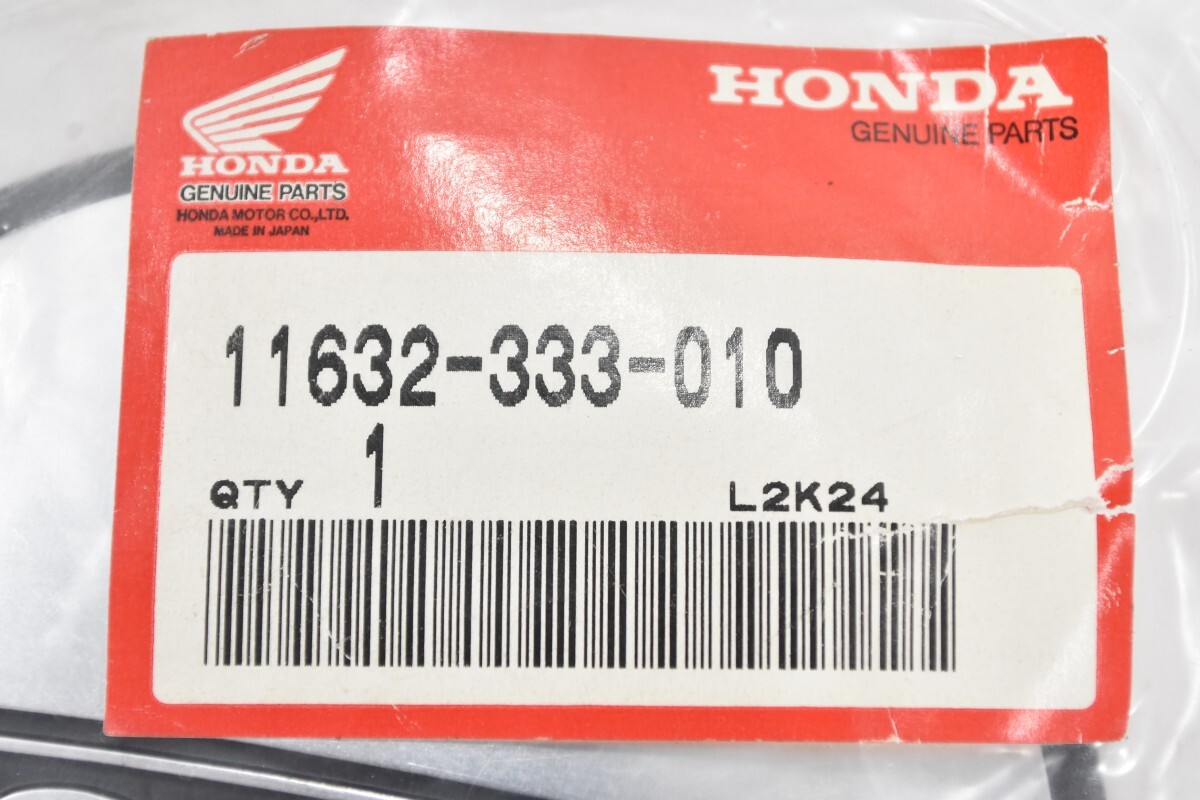 HONDA
GENUINE PARTS
HONDA MOTOR CO.,LTD.
MADE IN JAPAN
HONDA
GENUINE PARTS
11632-333-010
QTY 1 L2K24